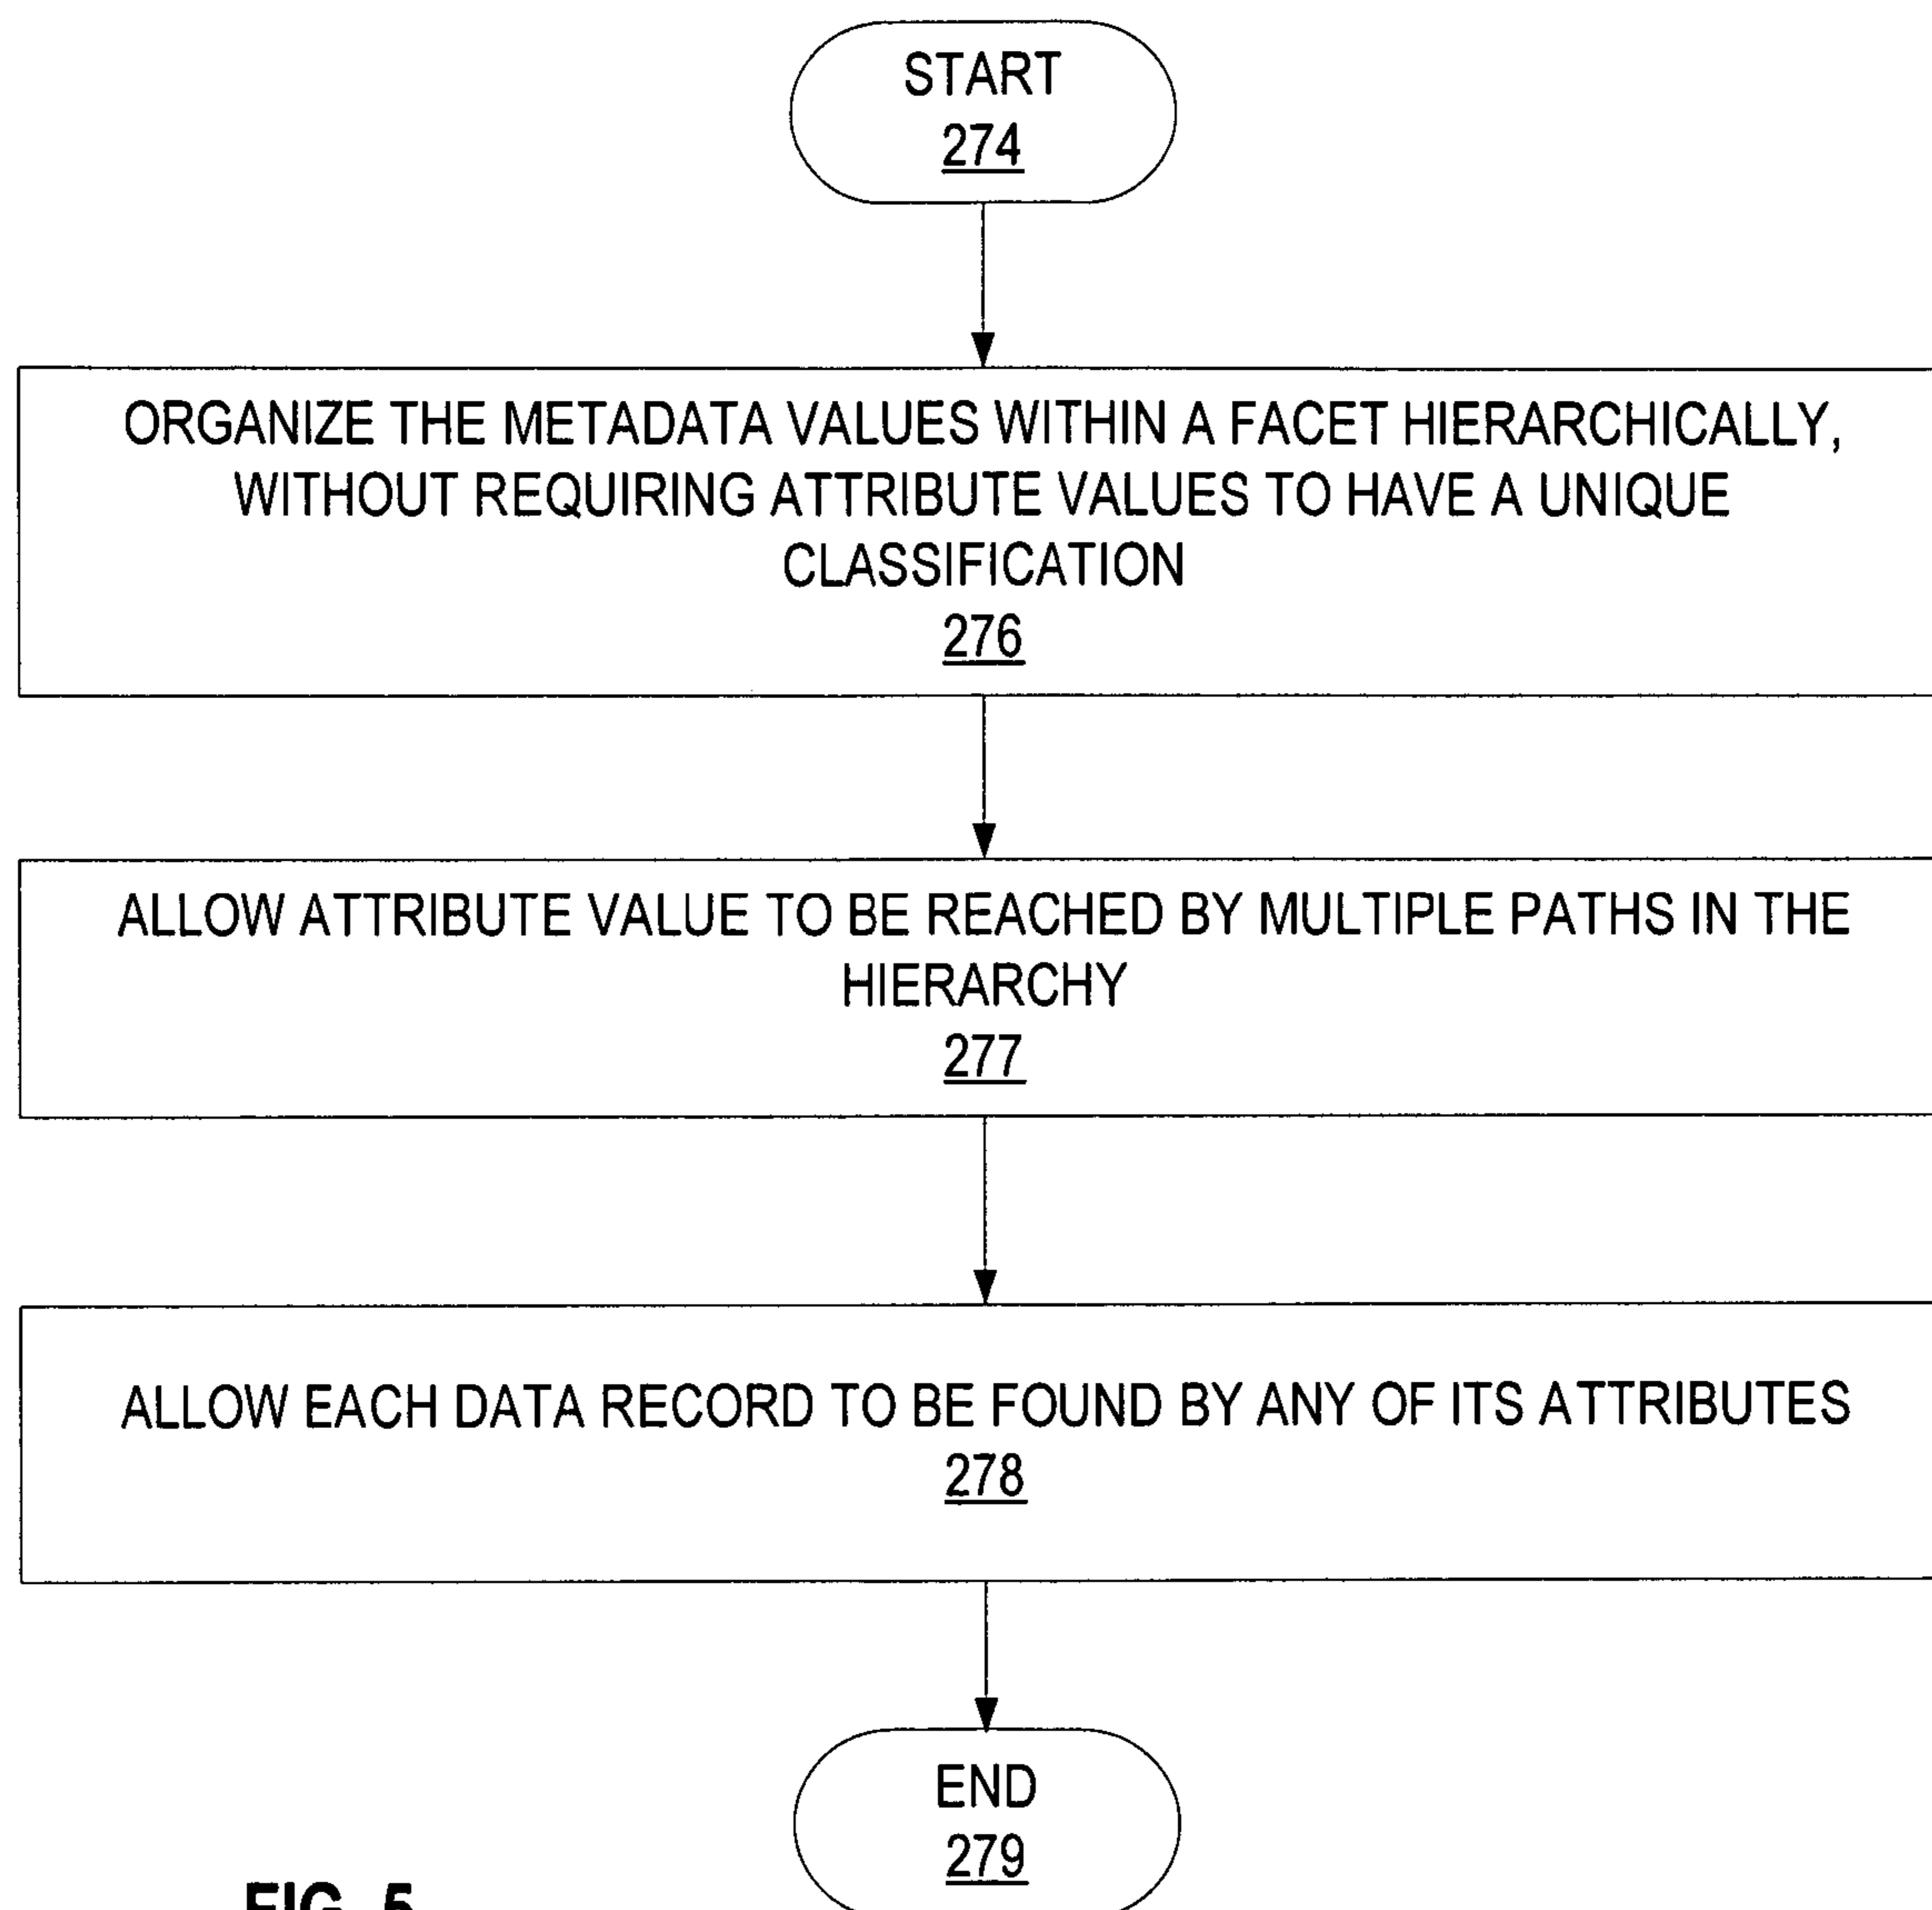 START
274
ORGANIZE THE METADATA VALUES WITHIN A FACET HIERARCHICALLY,
WITHOUT REQUIRING ATTRIBUTE VALUES TO HAVE A UNIQUE
CLASSIFICATION
276
ALLOW ATTRIBUTE VALUE TO BE REACHED BY MULTIPLE PATHS IN THE
HIERARCHY
277
ALLOW EACH DATA RECORD TO BE FOUND BY ANY OF ITS ATTRIBUTES
278
END
279
FIG. 5